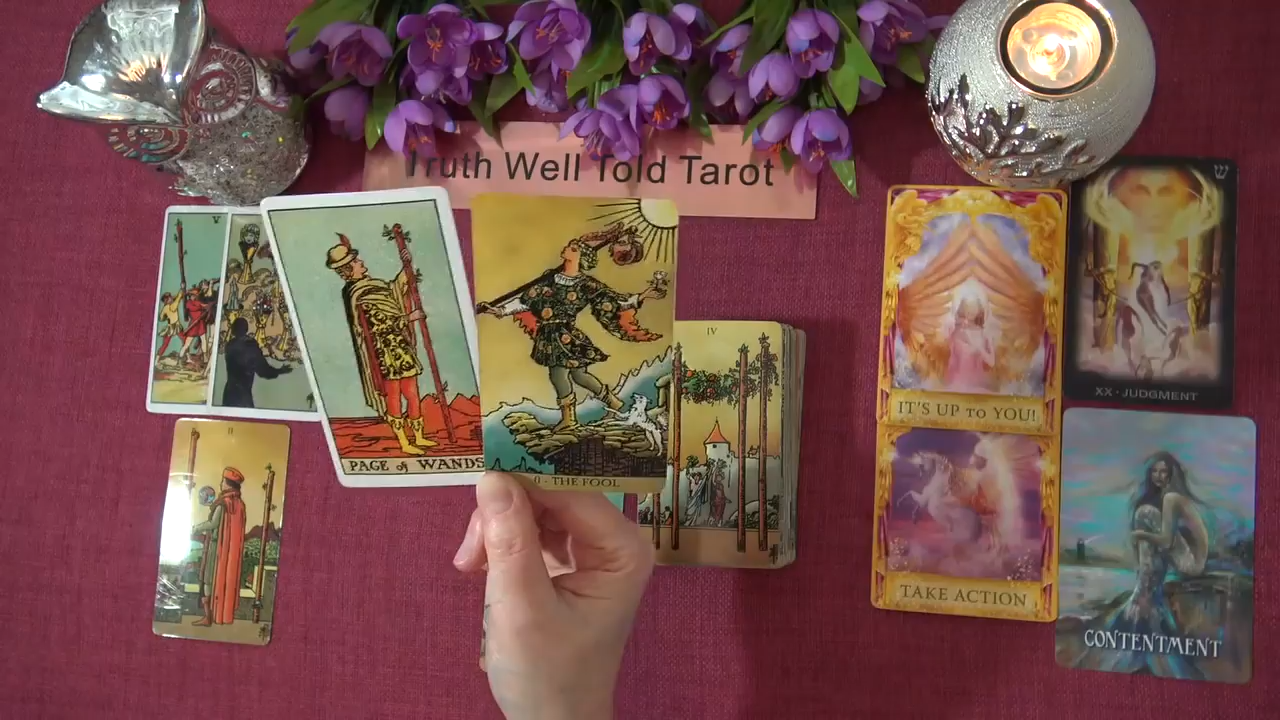 Truth Well Told Tarot
V
PAGE of WANDS
0 - THE FOOL
IV
II
IT'S UP TO YOU!
TAKE ACTION
ש
XX · JUDGMENT
CONTENTMENT